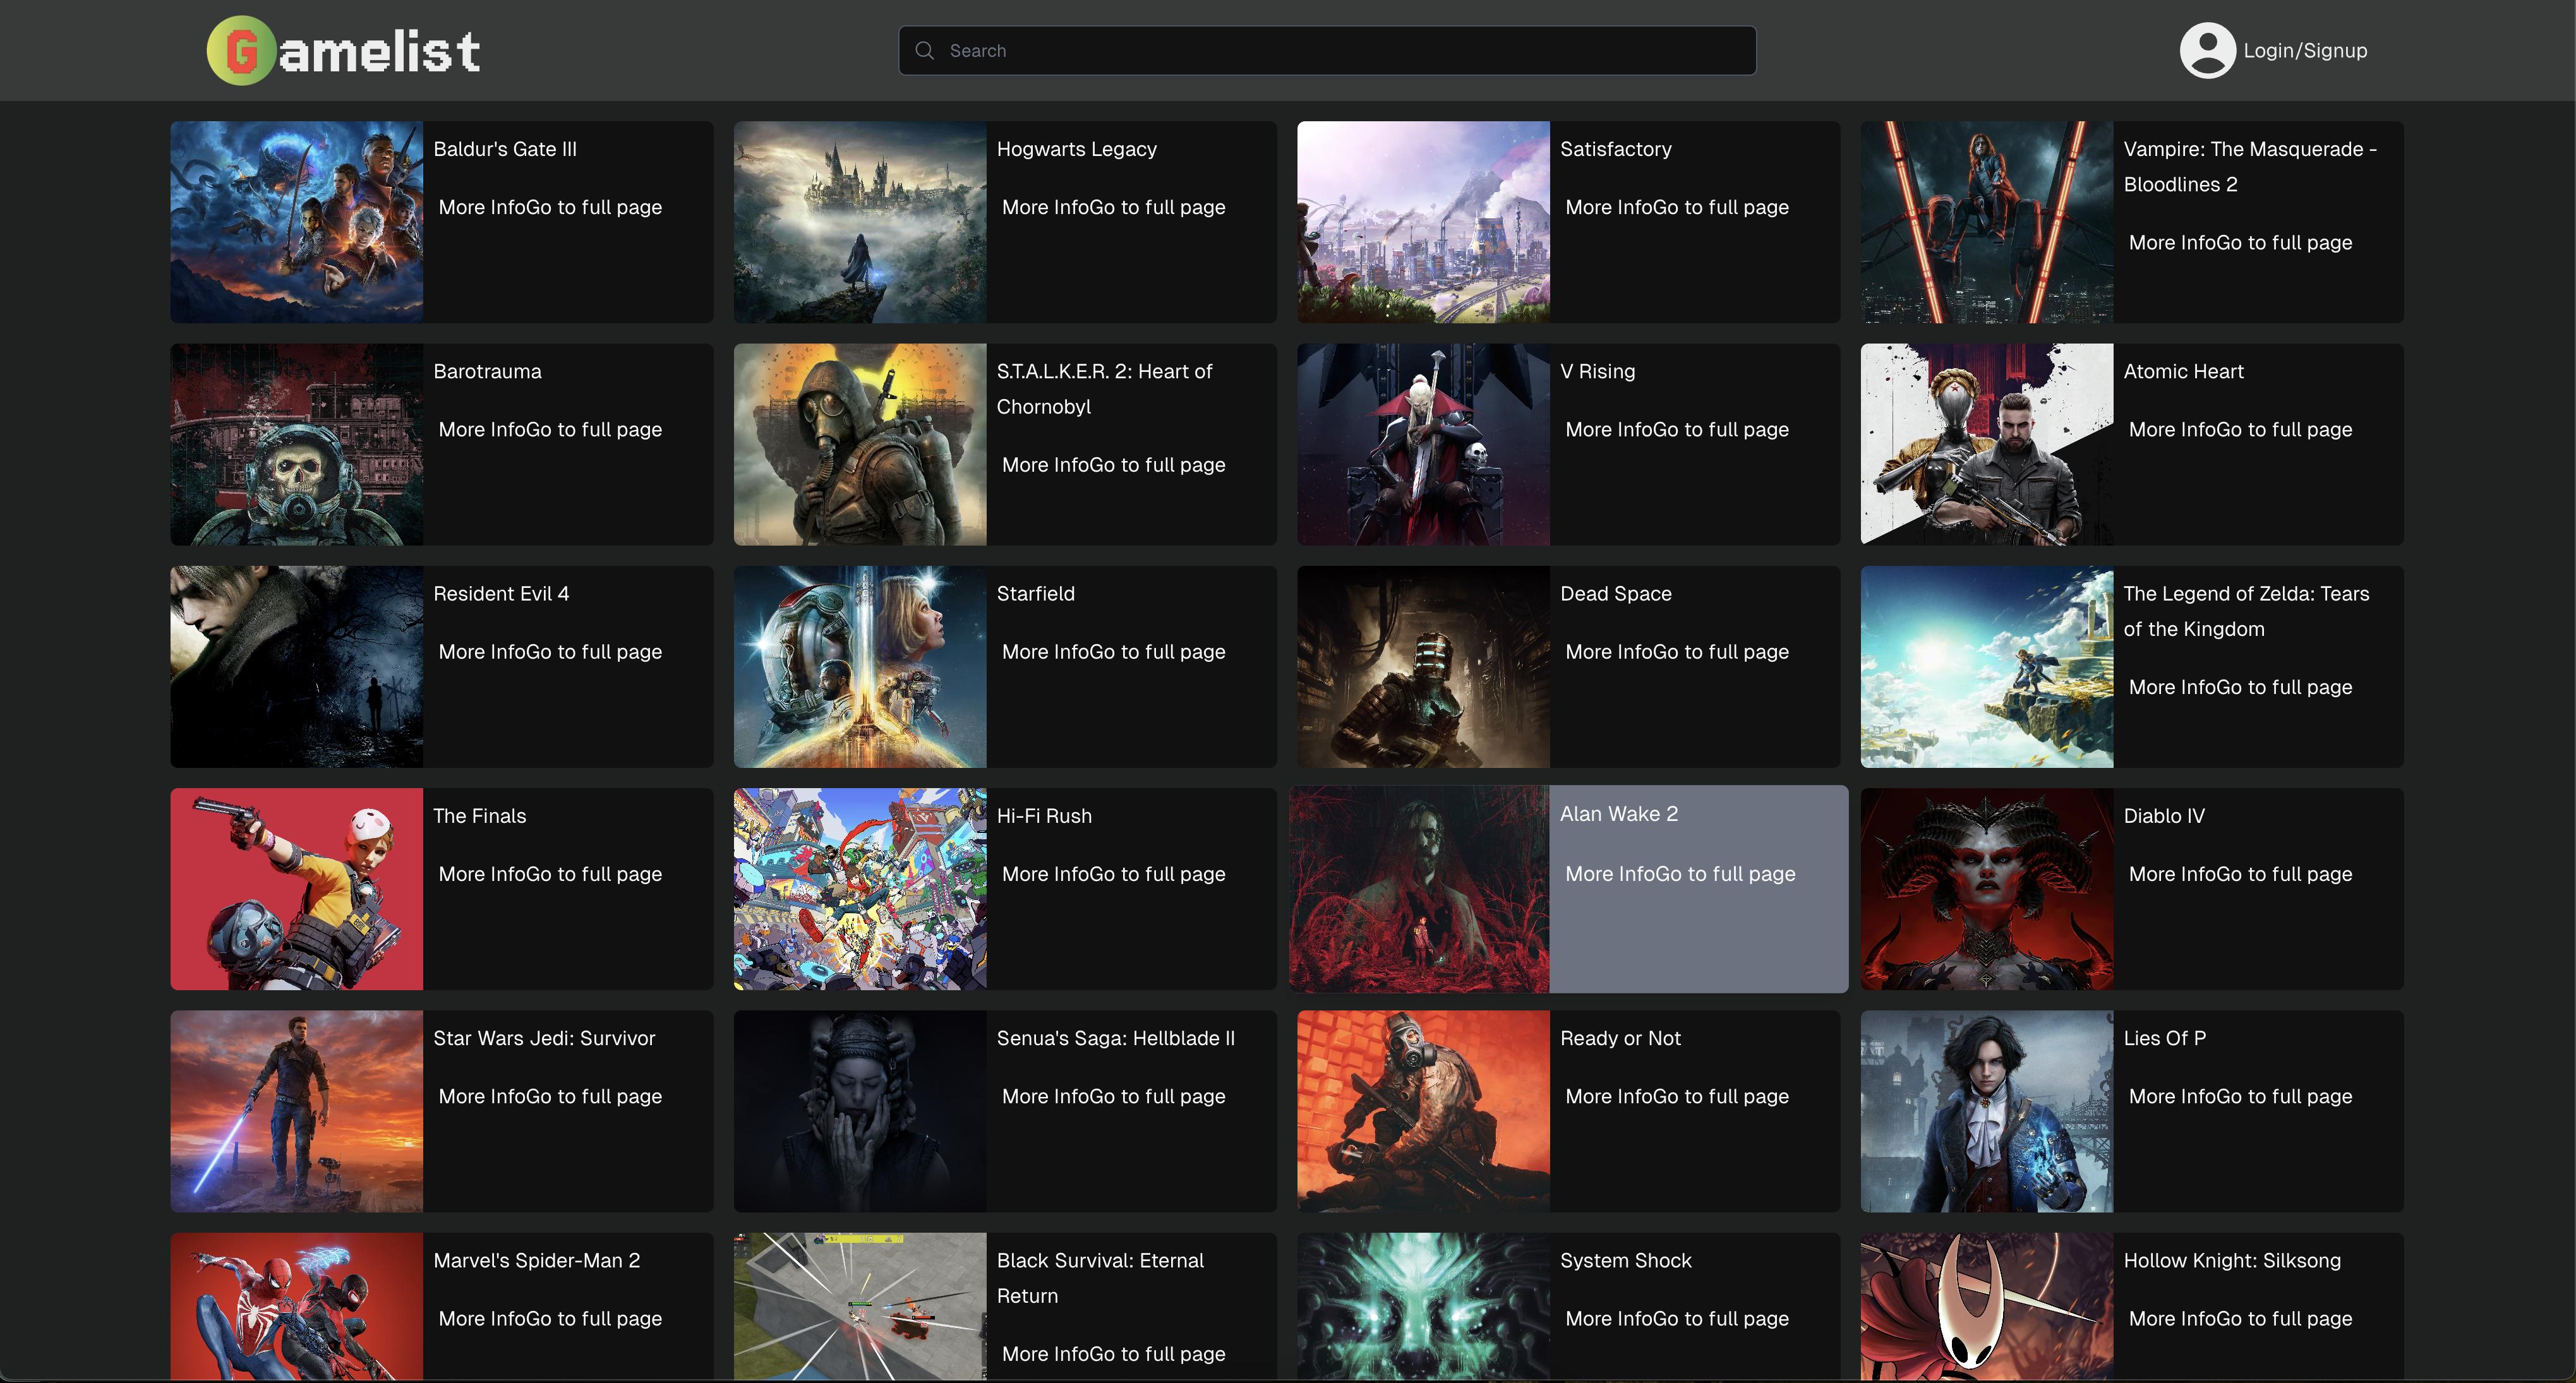 Gamelist
Search
Login/Signup
Baldur's Gate III
More InfoGo to full page
Hogwarts Legacy
More InfoGo to full page
Satisfactory
More InfoGo to full page
Vampire: The Masquerade -
Bloodlines 2
More InfoGo to full page
Barotrauma
More InfoGo to full page
S.T.A.L.K.E.R. 2: Heart of
Chornobyl
More InfoGo to full page
V Rising
More InfoGo to full page
Atomic Heart
More InfoGo to full page
Resident Evil 4
More InfoGo to full page
Starfield
More InfoGo to full page
Dead Space
More InfoGo to full page
The Legend of Zelda: Tears
of the Kingdom
More InfoGo to full page
The Finals
More InfoGo to full page
Hi-Fi Rush
More InfoGo to full page
Alan Wake 2
More InfoGo to full page
Diablo IV
More InfoGo to full page
Star Wars Jedi: Survivor
More InfoGo to full page
Senua's Saga: Hellblade II
More InfoGo to full page
Ready or Not
More InfoGo to full page
Lies Of P
More InfoGo to full page
Marvel's Spider-Man 2
More InfoGo to full page
Black Survival: Eternal
Return
More InfoGo to full page
System Shock
More InfoGo to full page
Hollow Knight: Silksong
More InfoGo to full page